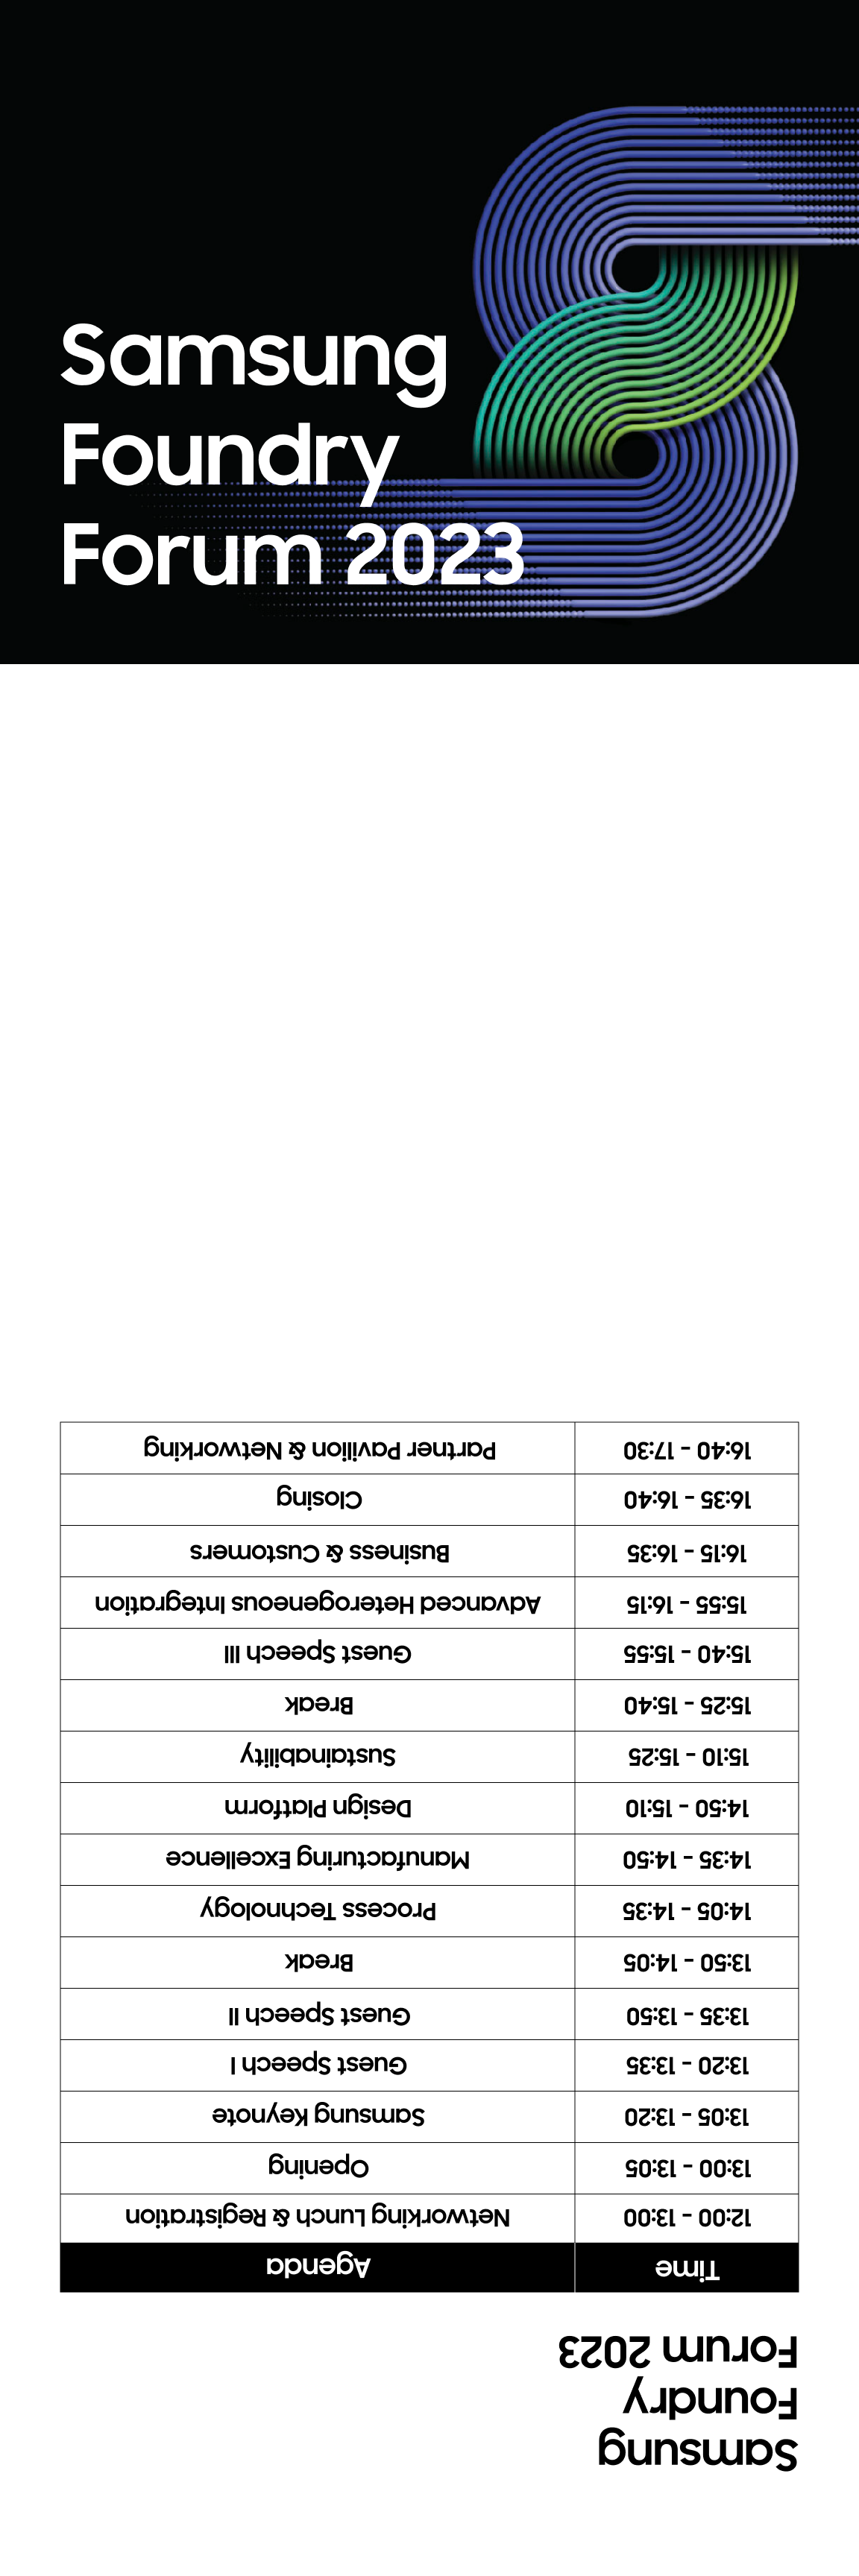 Samsung
Foundry
Forum 2023
Samsung
Foundry
Forum 2023
Time Agenda
12:00 - 13:00 Networking Lunch & Registration
13:00 - 13:05 Opening
13:05 - 13:20 Samsung Keynote
13:20 - 13:35 Guest Speech I
13:35 - 13:50 Guest Speech II
13:50 - 14:05 Break
14:05 - 14:35 Process Technology
14:35 - 14:50 Manufacturing Excellence
14:50 - 15:10 Design Platform
15:10 - 15:25 Sustainability
15:25 - 15:40 Break
15:40 - 15:55 Guest Speech III
15:55 - 16:15 Advanced Heterogeneous Integration
16:15 - 16:35 Business & Customers
16:35 - 16:40 Closing
16:40 - 17:30 Partner Pavilion & Networking